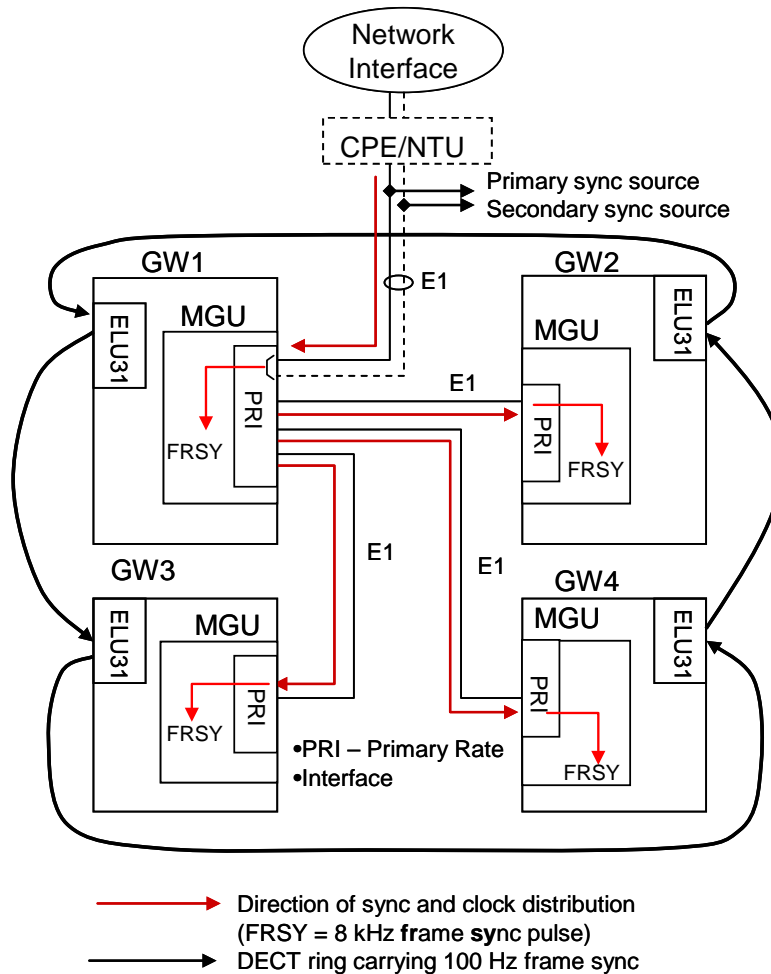 Network
Interface
CPE/NTU
Primary sync source
Secondary sync source
GW1
GW2
E1
ELU31
MGU
PRI
FRSY
E1
MGU
ELU31
PRI
FRSY
E1
E1
GW3
GW4
ELU31
MGU
PRI
FRSY
MGU
ELU31
PRI
FRSY
•PRI – Primary Rate
•Interface
Direction of sync and clock distribution
(FRSY = 8 kHz frame sync pulse)
DECT ring carrying 100 Hz frame sync